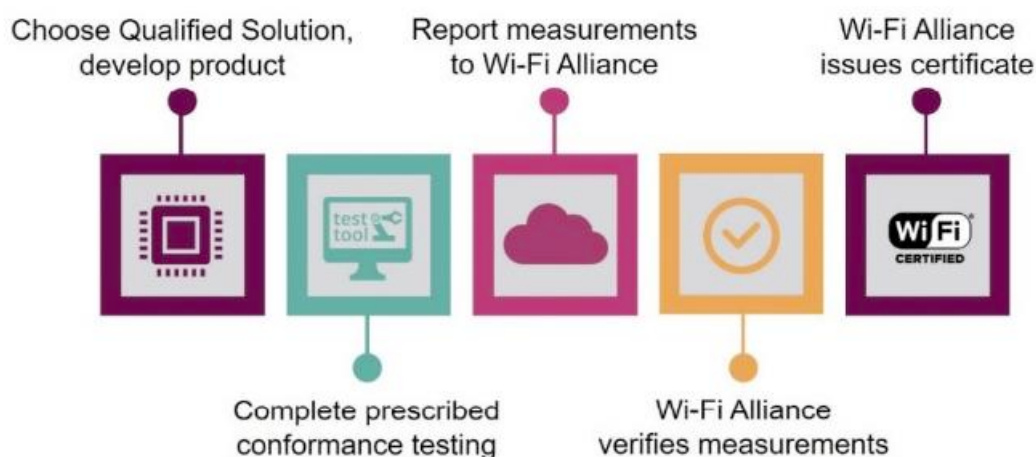 Choose Qualified Solution,
develop product
test
tool
Complete prescribed
conformance testing
Report measurements
to Wi-Fi Alliance
Wi-Fi Alliance
verifies measurements
Wi-Fi Alliance
issues certificate
Wi Fi®
CERTIFIED